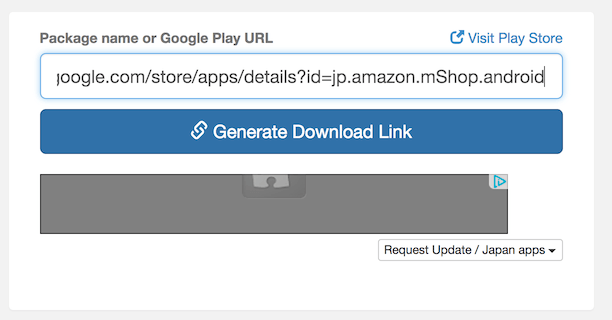 Package name or Google Play URL
Visit Play Store
google.com/store/apps/details?id=jp.amazon.mShop.android
Generate Download Link
Request Update / Japan apps